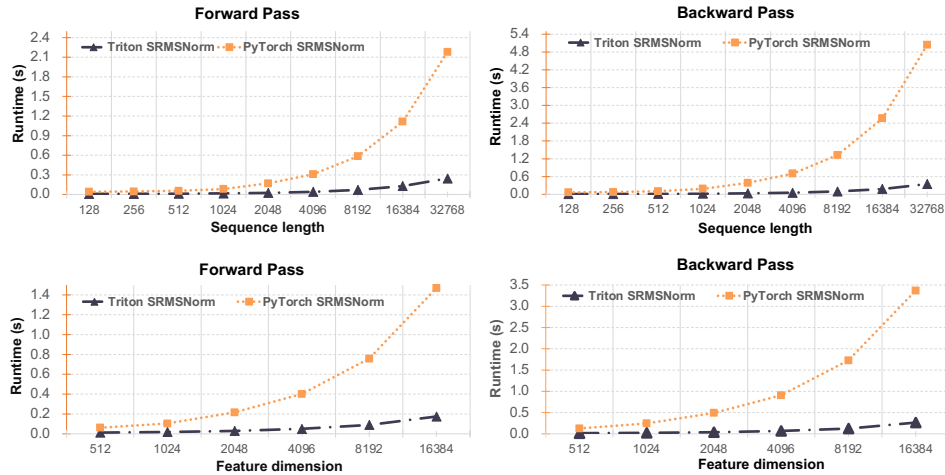 Forward Pass
Triton SRMSNorm PyTorch SRMSNorm
Runtime (s)
2.4
2.1
1.8
1.5
1.2
0.9
0.6
0.3
0.0
128 256 512 1024 2048 4096 8192 16384 32768
Sequence length
Backward Pass
Triton SRMSNorm PyTorch SRMSNorm
Runtime (s)
5.4
4.8
4.2
3.6
3.0
2.4
1.8
1.2
0.6
0.0
128 256 512 1024 2048 4096 8192 16384 32768
Sequence length
Forward Pass
Triton SRMSNorm PyTorch SRMSNorm
Runtime (s)
1.4
1.2
1.0
0.8
0.6
0.4
0.2
0.0
512 1024 2048 4096 8192 16384
Feature dimension
Backward Pass
Triton SRMSNorm PyTorch SRMSNorm
Runtime (s)
3.5
3.0
2.5
2.0
1.5
1.0
0.5
0.0
512 1024 2048 4096 8192 16384
Feature dimension